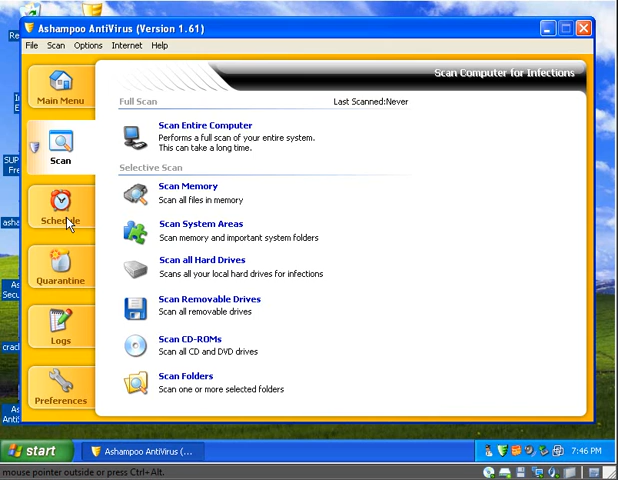 Ashampoo AntiVirus (Version 1.61)
File Scan Options Internet Help
Main Menu
Scan
Schedule
Quarantine
Logs
Preferences
Scan Computer for Infections
Full Scan
Last Scanned:Never
Scan Entire Computer
Performs a full scan of your entire system.
This can take a long time.
Selective Scan
Scan Memory
Scan all files in memory
Scan System Areas
Scan memory and important system folders
Scan all Hard Drives
Scans all your local hard drives for infections
Scan Removable Drives
Scan all removable drives
Scan CD-ROMs
Scan all CD and DVD drives
Scan Folders
Scan one or more selected folders
start
Ashampoo AntiVirus (...
7:46 PM
mouse pointer outside or press Ctrl+Alt.